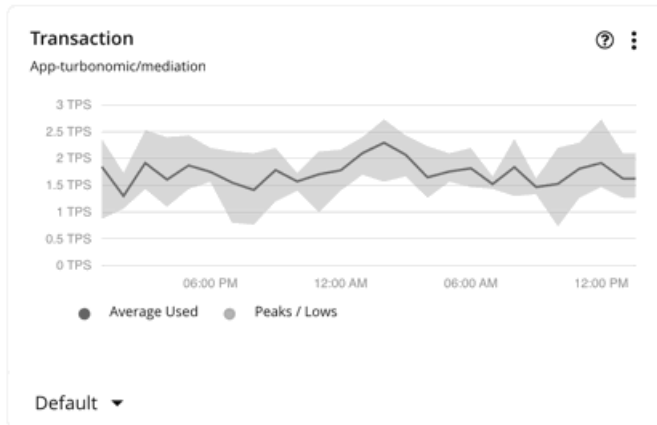 Transaction
App-turbonomic/mediation
3 TPS
2.5 TPS
2 TPS
1.5 TPS
1 TPS
0.5 TPS
0 TPS
06:00 PM 12:00 AM 06:00 AM 12:00 PM
Average Used Peaks / Lows
Default